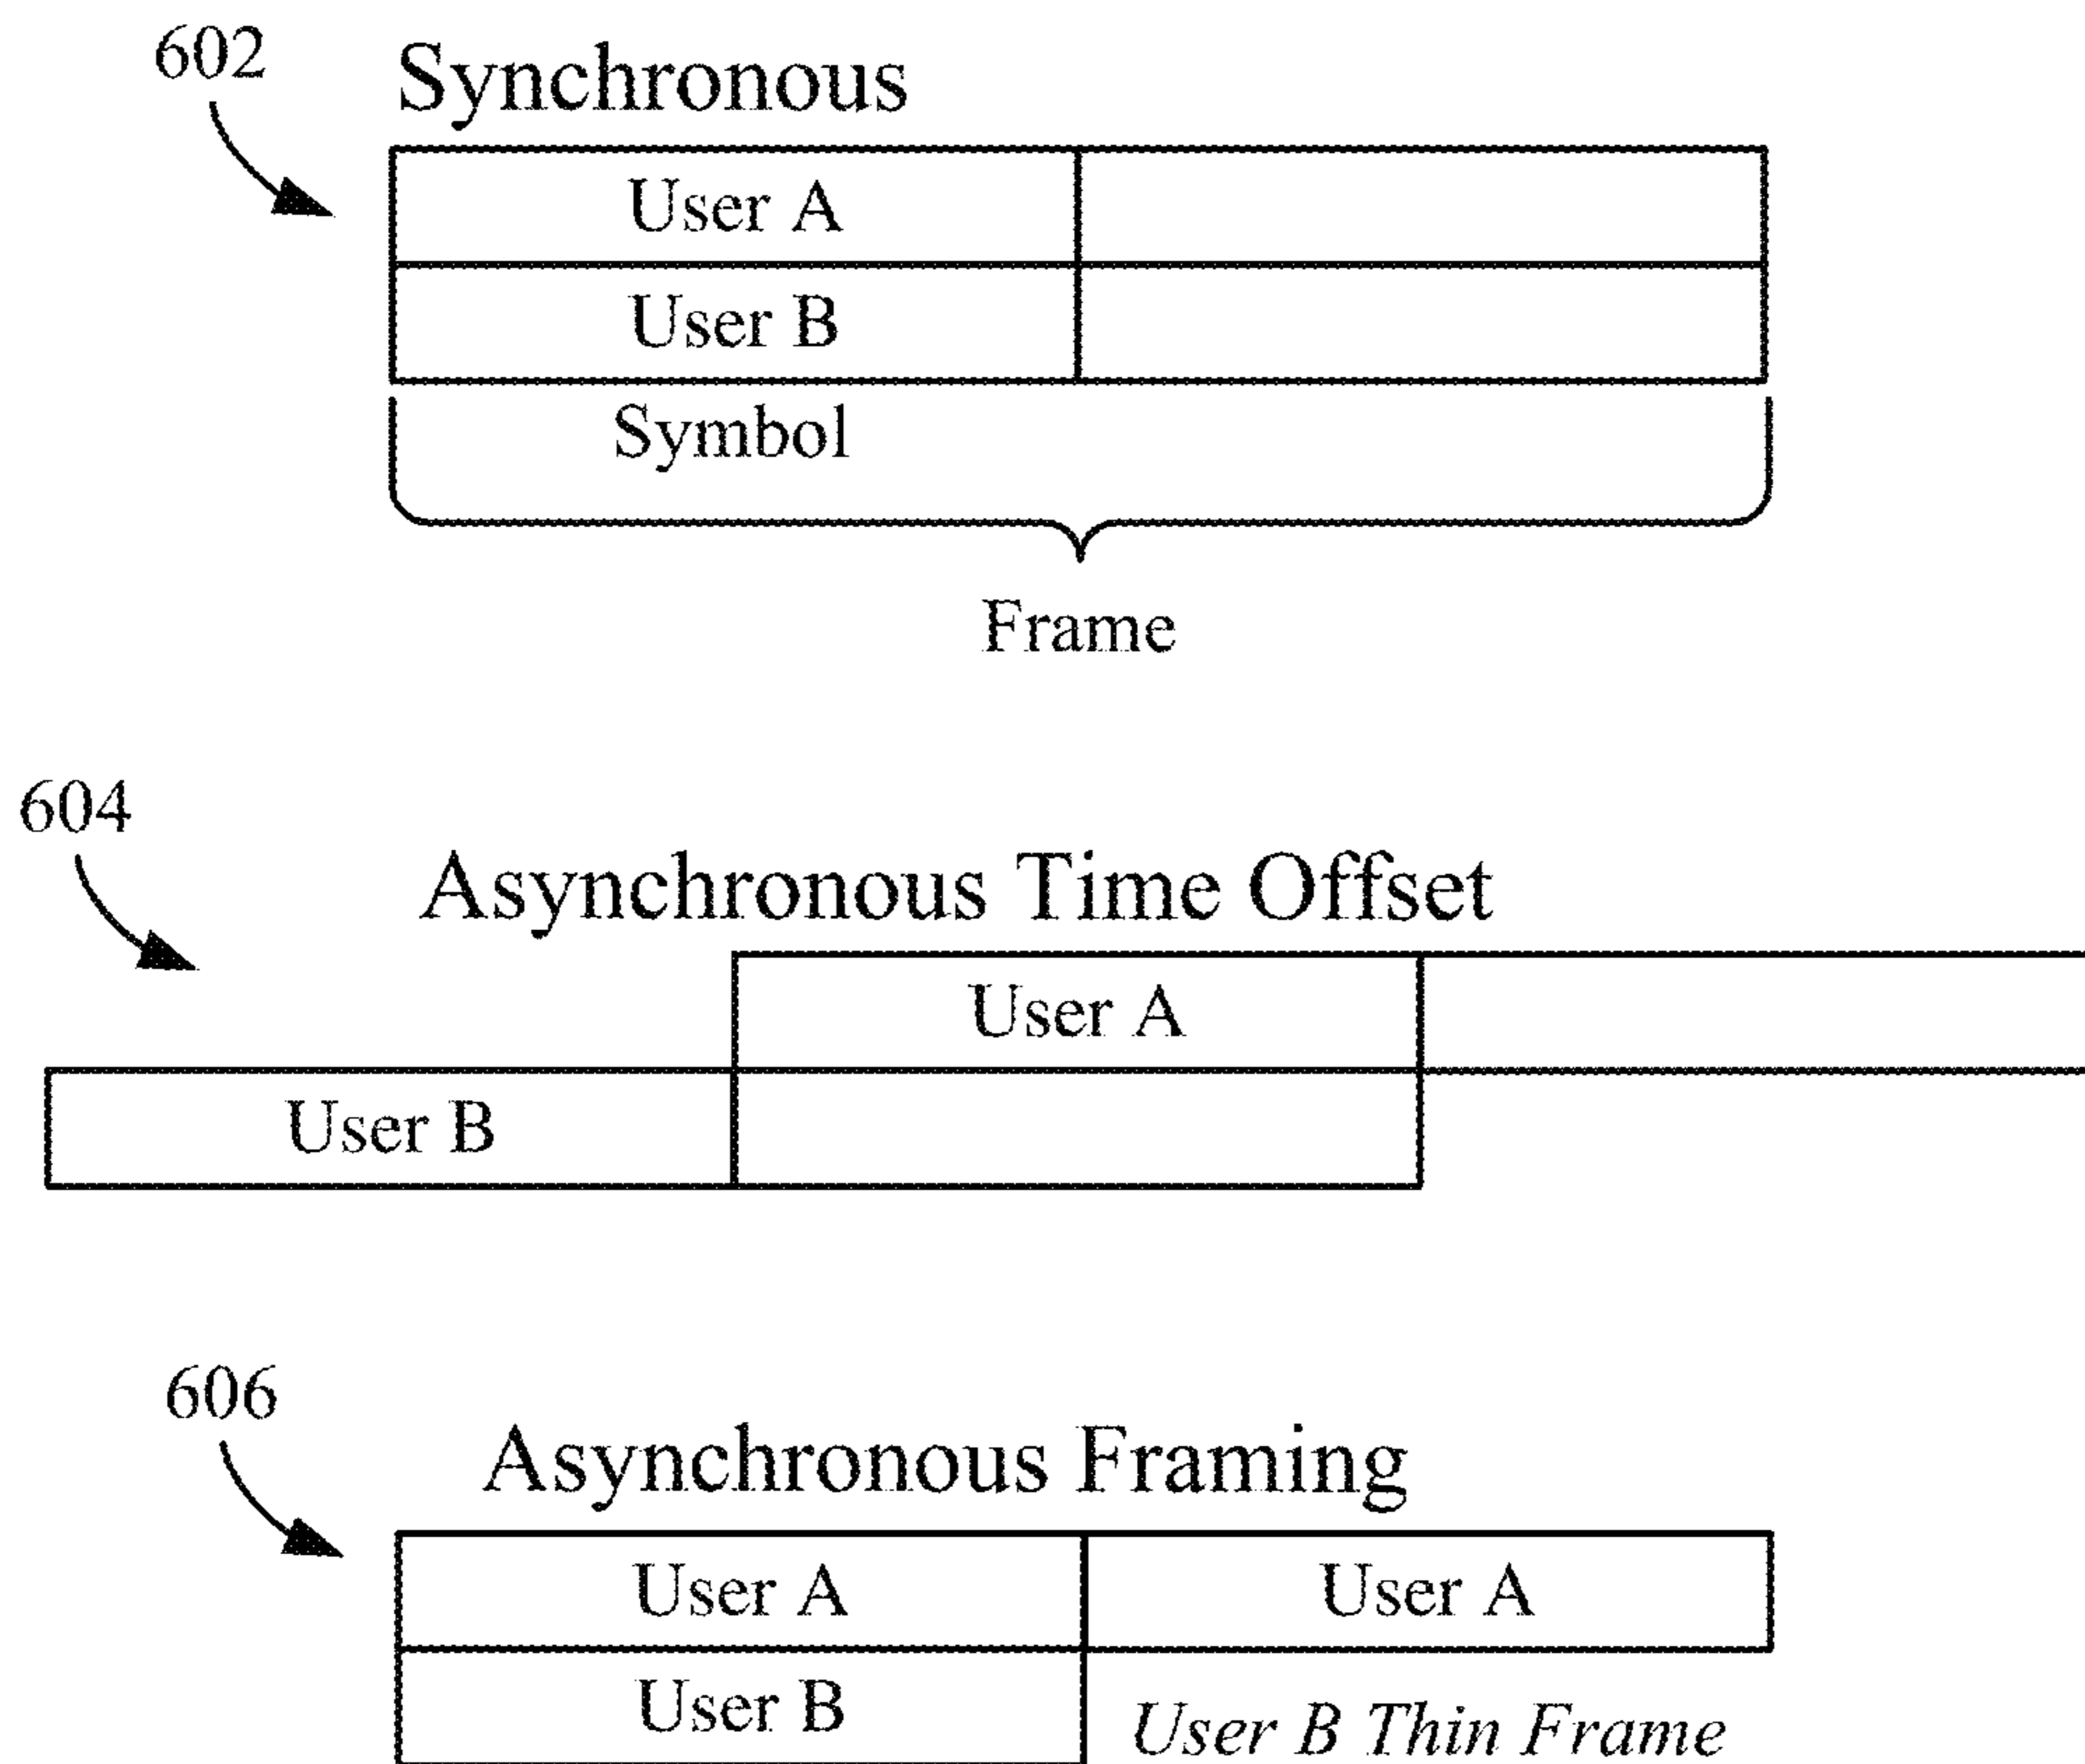 602
Synchronous
User A
User B
Symbol
Frame
604
Asynchronous Time Offset
User A
User B
606
Asynchronous Framing
User A User A
User B User B Thin Frame